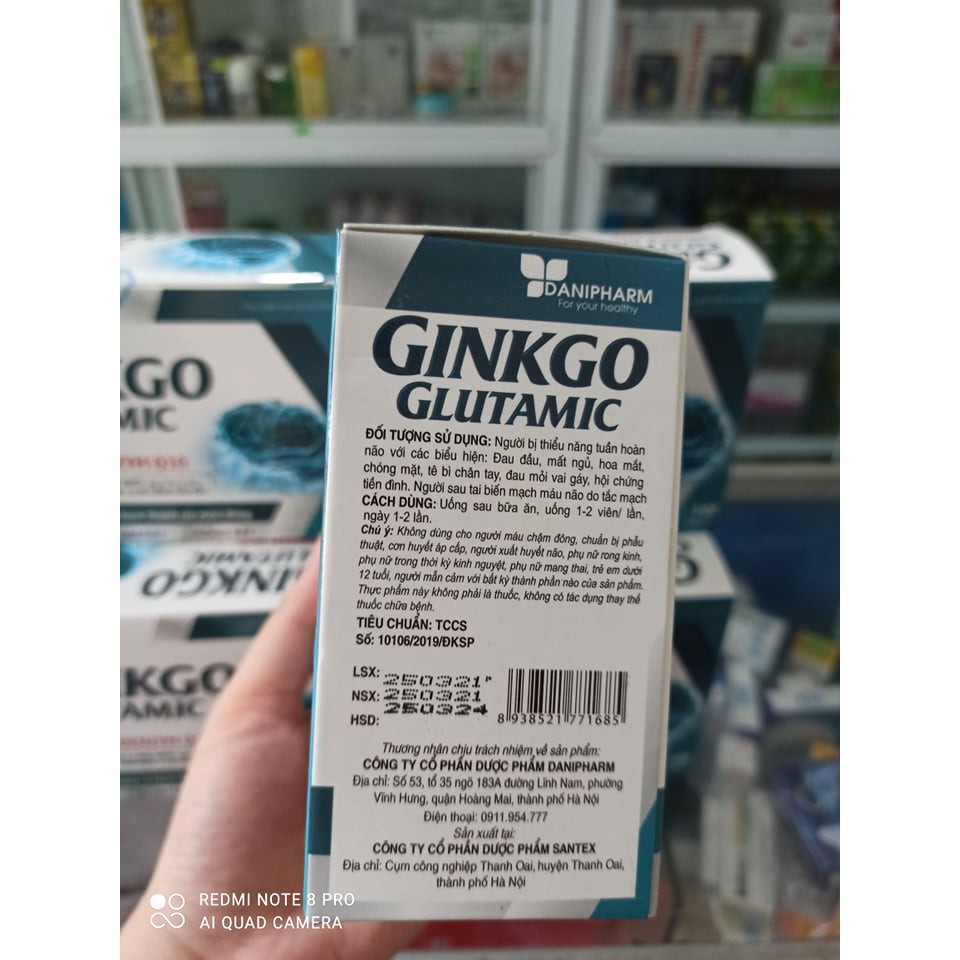 DANIPHARM
For your healthy
GINKGO
GLUTAMIC
ĐỐI TƯỢNG SỬ DỤNG: Người bị thiểu năng tuần hoàn
não với các biểu hiện: Đau đầu, mất ngủ, hoa mắt,
chóng mặt, tê bì chân tay, đau mỏi vai gáy, hội chứng
tiền đình. Người sau tai biến mạch máu não do tắc mạch
CÁCH DÙNG: Uống sau bữa ăn, uống 1-2 viên/ lần,
ngày 1-2 lần.
Chú ý: Không dùng cho người máu chậm đông, chuẩn bị phẫu
thuật, cơn huyết áp cấp, người xuất huyết não, phụ nữ rong kinh,
phụ nữ trong thời kỳ kinh nguyệt, phụ nữ mang thai, trẻ em dưới
12 tuổi, người mẫn cảm với bất kỳ thành phần nào của sản phẩm.
Thực phẩm này không phải là thuốc, không có tác dụng thay thế
thuốc chữa bệnh.
TIÊU CHUẨN: TCCS
Số: 10106/2019/ĐKSP
LSX: 250321
NSX: 250321
HSD: 250324
8 938521 771685
Thương nhân chịu trách nhiệm về sản phẩm:
CÔNG TY CỔ PHẦN DƯỢC PHẨM DANIPHARM
Địa chỉ: Số 53, tổ 35 ngõ 183A đường Lĩnh Nam, phường
Vĩnh Hưng, quận Hoàng Mai, thành phố Hà Nội
Điện thoại: 0911.954.777
Sản xuất tại:
CÔNG TY CỔ PHẦN DƯỢC PHẨM SANTEX
Địa chỉ: Cụm công nghiệp Thanh Oai, huyện Thanh Oai,
thành phố Hà Nội
GO
MIC
GINKGO
GLUTAMIC
KGO
TAMIC
G
REDMI NOTE 8 PRO
AI QUAD CAMERA